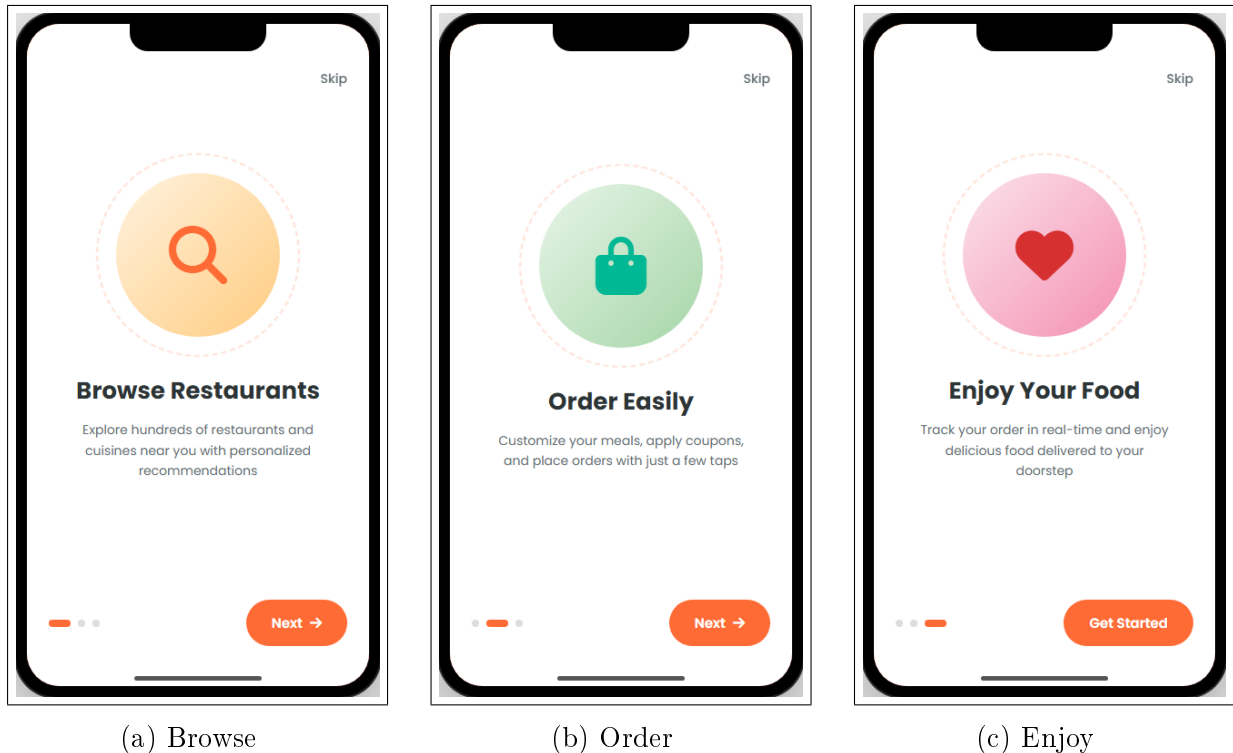 Skip
Browse Restaurants
Explore hundreds of restaurants and
cuisines near you with personalized
recommendations
Next →
(a) Browse
Skip
Order Easily
Customize your meals, apply coupons,
and place orders with just a few taps
Next →
(b) Order
Skip
Enjoy Your Food
Track your order in real-time and enjoy
delicious food delivered to your
doorstep
Get Started
(c) Enjoy